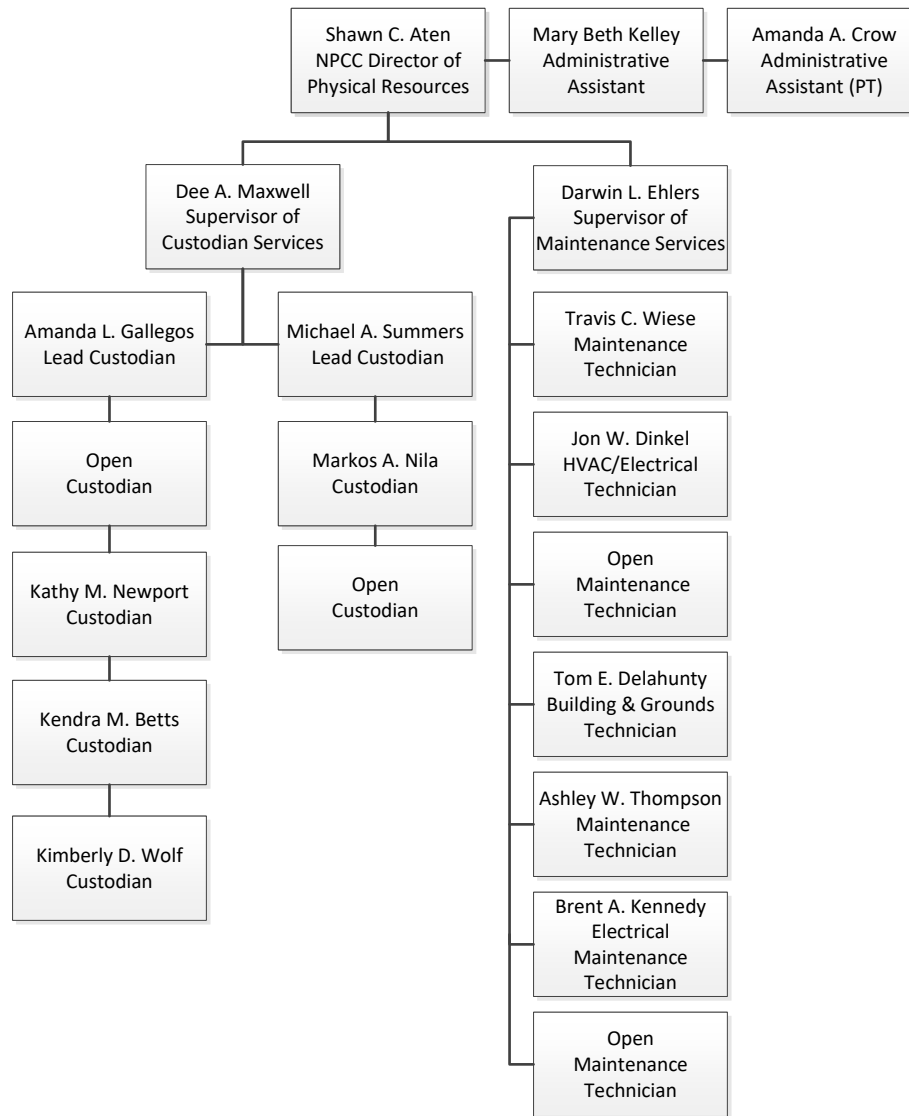 Shawn C. Aten
NPCC Director of
Physical Resources
Mary Beth Kelley
Administrative
Assistant
Amanda A. Crow
Administrative
Assistant (PT)
Dee A. Maxwell
Supervisor of
Custodian Services
Darwin L. Ehlers
Supervisor of
Maintenance Services
Amanda L. Gallegos
Lead Custodian
Open
Custodian
Kathy M. Newport
Custodian
Kendra M. Betts
Custodian
Kimberly D. Wolf
Custodian
Michael A. Summers
Lead Custodian
Markos A. Nila
Custodian
Open
Custodian
Travis C. Wiese
Maintenance
Technician
Jon W. Dinkel
HVAC/Electrical
Technician
Open
Maintenance
Technician
Tom E. Delahunty
Building & Grounds
Technician
Ashley W. Thompson
Maintenance
Technician
Brent A. Kennedy
Electrical
Maintenance
Technician
Open
Maintenance
Technician